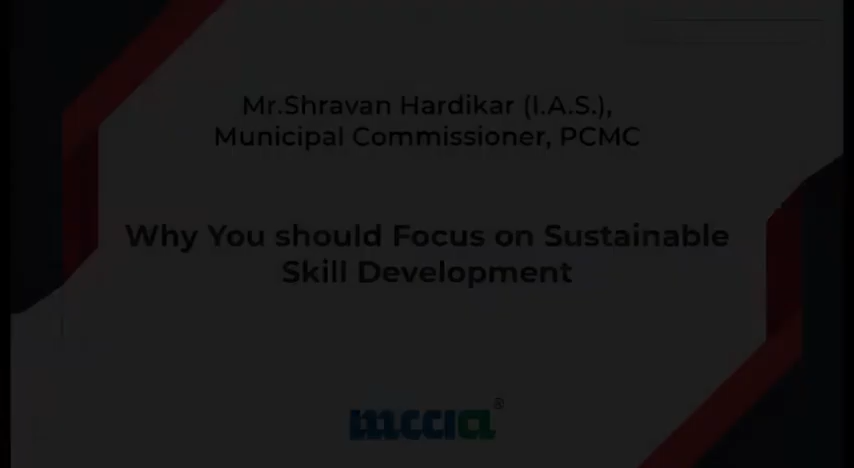 Mr.Shravan Hardikar (I.A.S.),
Municipal Commissioner, PCMC
Why You should Focus on Sustainable
Skill Development
mccia®